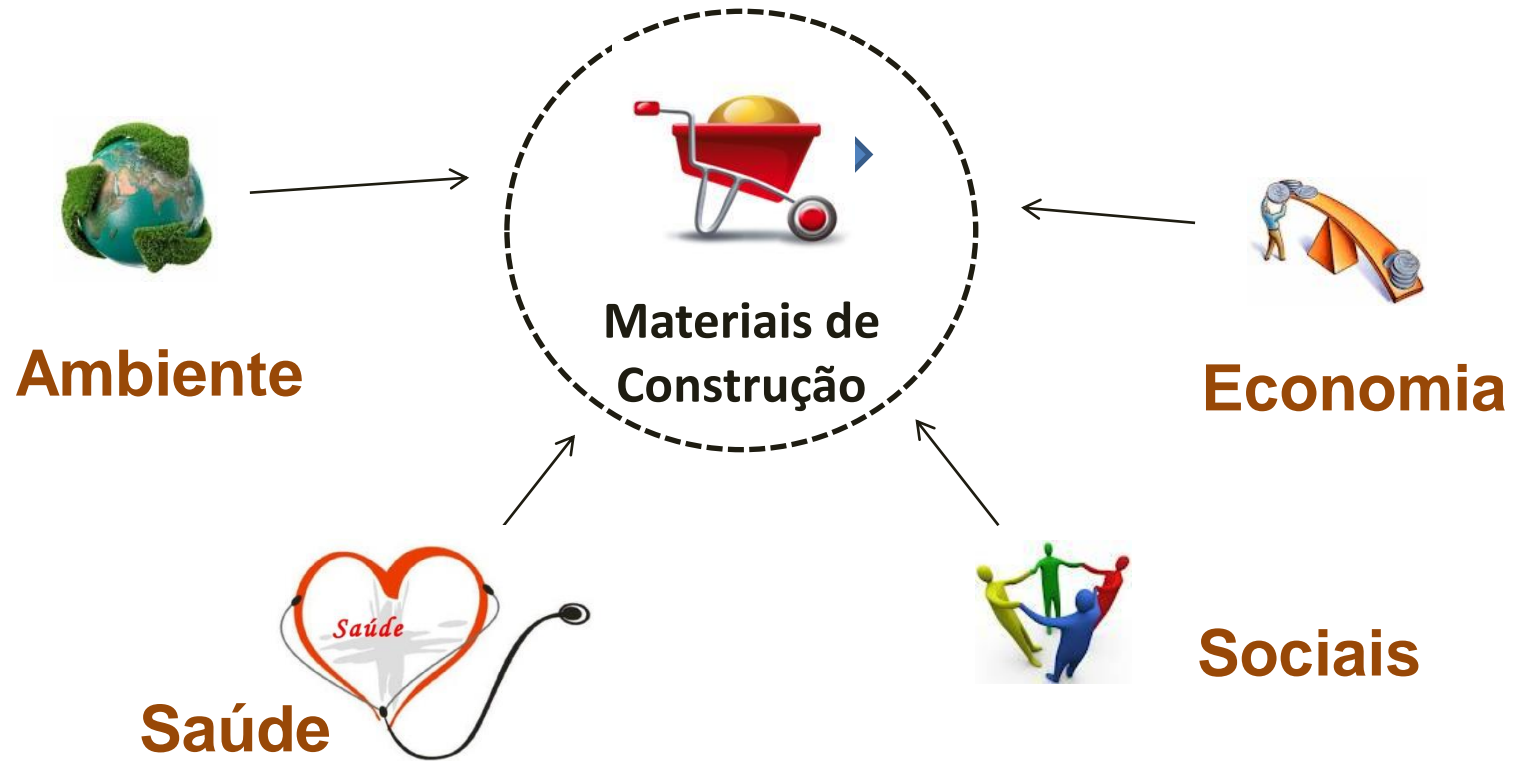 Materiais de
Construção
Ambiente
Economia
Saúde
Saúde
Sociais